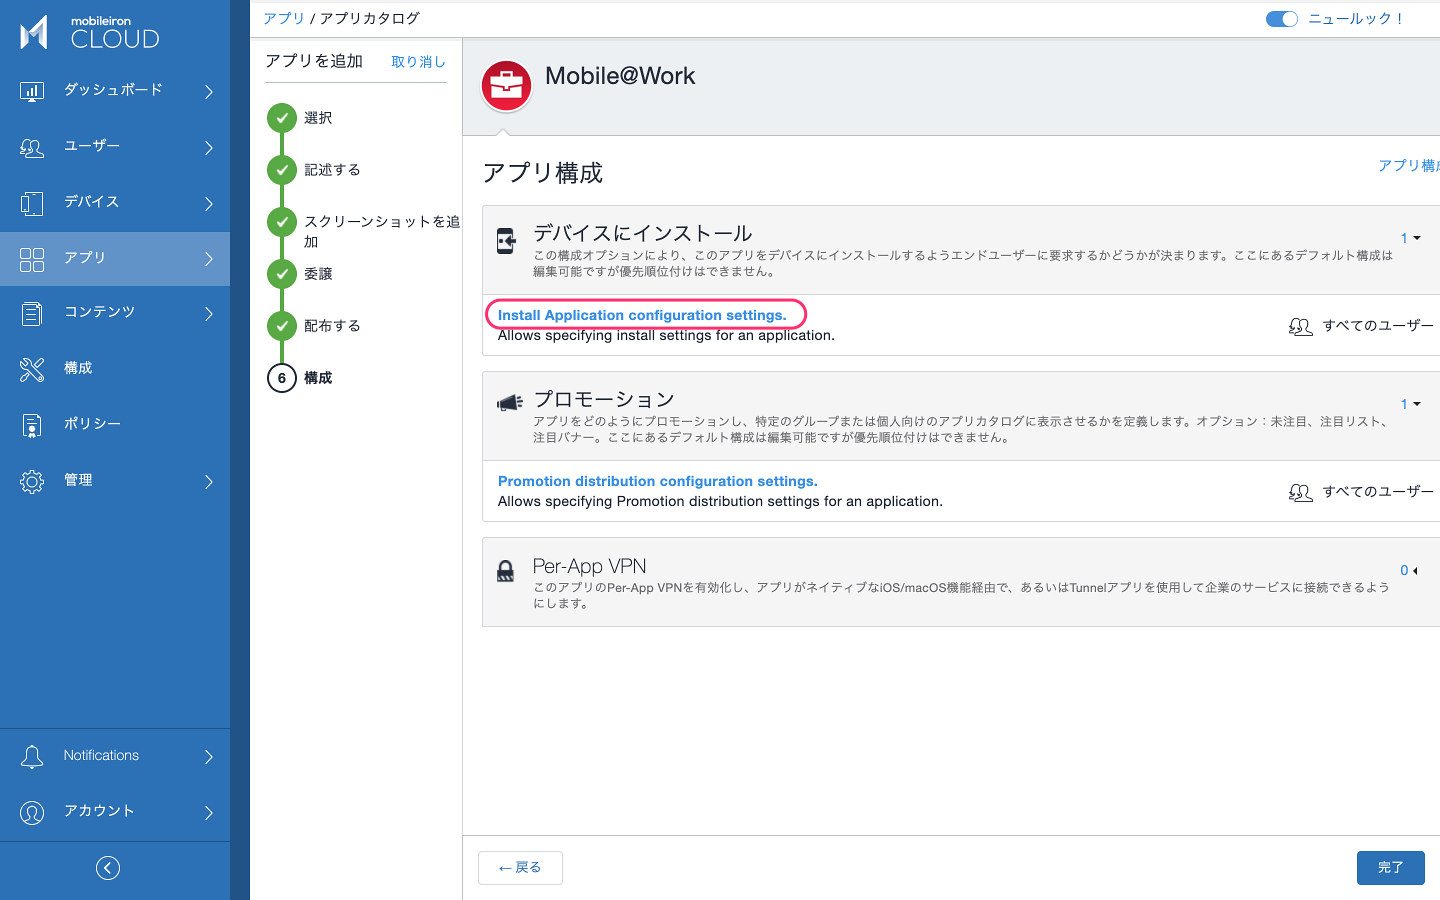 mobileiron
CLOUD
ダッシュボード
ユーザー
デバイス
アプリ
コンテンツ
構成
ポリシー
管理
Notifications
アカウント
アプリ / アプリカタログ
ニュールック！
アプリを追加 取り消し
選択
記述する
スクリーンショットを追
加
委譲
配布する
6 構成
Mobile@Work
アプリ構成
アプリ構成
デバイスにインストール
この構成オプションにより、このアプリをデバイスにインストールするようエンドユーザーに要求するかどうかが決まります。ここにあるデフォルト構成は
編集可能ですが優先順位付けはできません。
1
Install Application configuration settings.
Allows specifying install settings for an application.
すべてのユーザー
プロモーション
アプリをどのようにプロモーションし、特定のグループまたは個人向けのアプリカタログに表示させるかを定義します。オプション：未注目、注目リスト、
注目バナー。ここにあるデフォルト構成は編集可能ですが優先順位付けはできません。
1
Promotion distribution configuration settings.
Allows specifying Promotion distribution settings for an application.
すべてのユーザー
Per-App VPN
このアプリのPer-App VPNを有効化し、アプリがネイティブなiOS/macOS機能経由で、あるいはTunnelアプリを使用して企業のサービスに接続できるよう
にします。
0
←戻る
完了